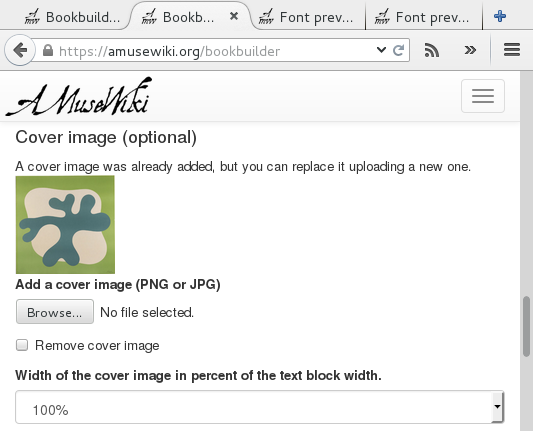 Bookbuild...
Bookb...
Font prev...
Font prev...
https://amusewiki.org/bookbuilder
A MuseWiki
Cover image (optional)
A cover image was already added, but you can replace it uploading a new one.
Add a cover image (PNG or JPG)
Browse... No file selected.
Remove cover image
Width of the cover image in percent of the text block width.
100%